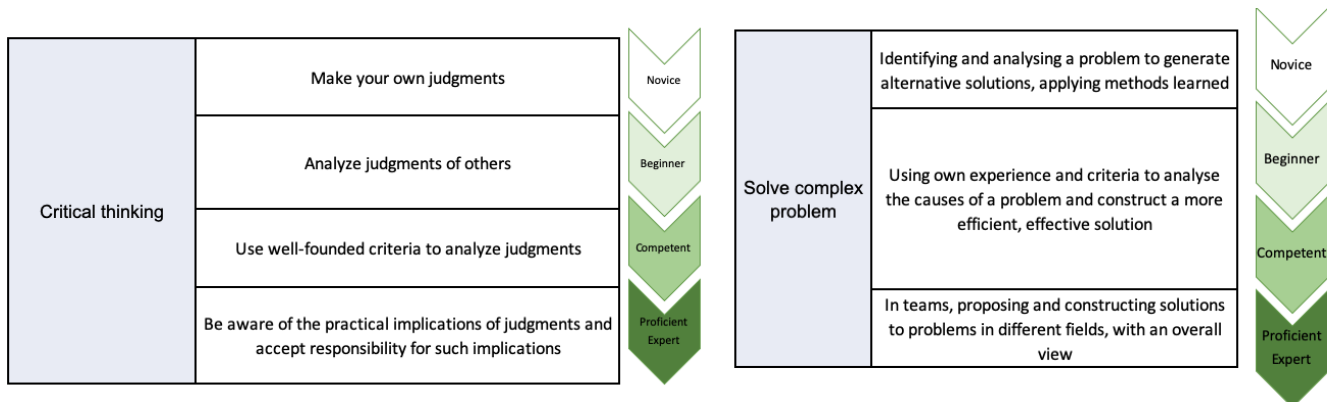 Critical thinking
Make your own judgments
Analyze judgments of others
Use well-founded criteria to analyze judgments
Be aware of the practical implications of judgments and
accept responsibility for such implications
Novice
Beginner
Competent
Proficient
Expert
Solve complex
problem
Identifying and analysing a problem to generate
alternative solutions, applying methods learned
Using own experience and criteria to analyse
the causes of a problem and construct a more
efficient, effective solution
In teams, proposing and constructing solutions
to problems in different fields, with an overall
view
Novice
Beginner
Competent
Proficient
Expert